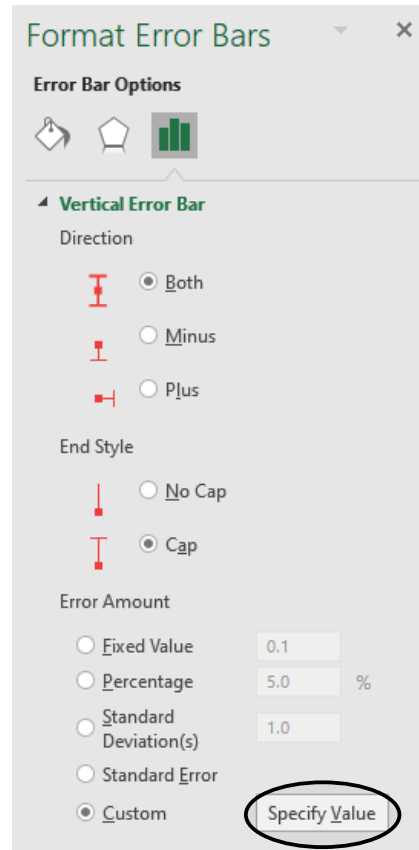 Format Error Bars
Error Bar Options
Vertical Error Bar
Direction
Both
Minus
Plus
End Style
No Cap
Cap
Error Amount
Fixed Value 0.1
Percentage 5.0 %
Standard
Deviation(s) 1.0
Standard Error
Custom Specify Value